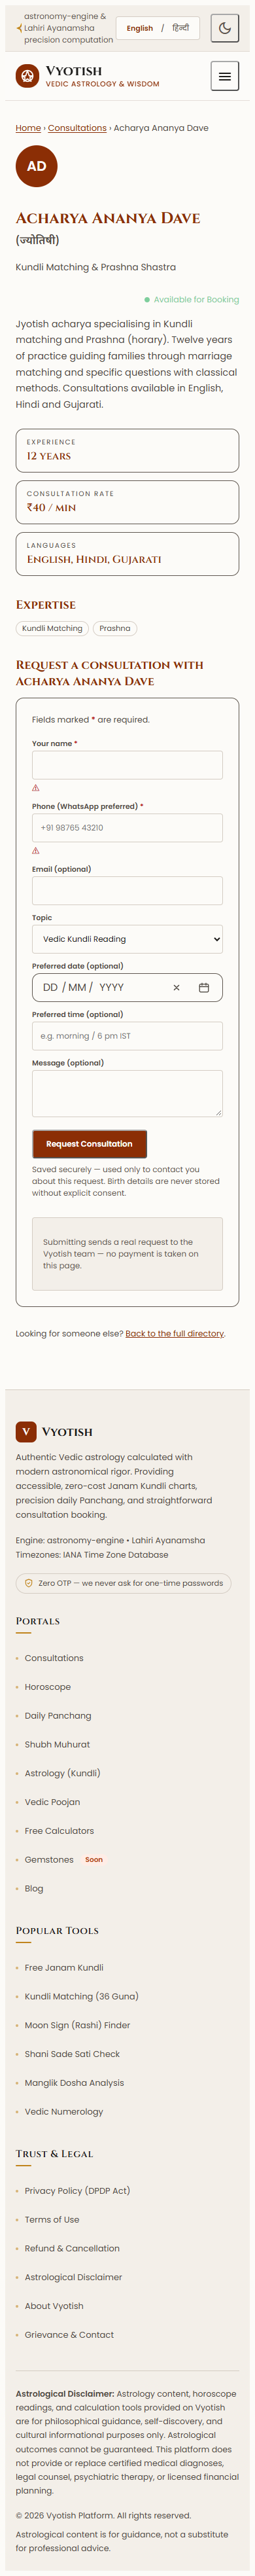 astronomy-engine &
Lahiri Ayanamsha
precision computation
English / हिन्दी
VYOTISH
VEDIC ASTROLOGY & WISDOM
Home › Consultations › Acharya Ananya Dave
AD
Acharya Ananya Dave
(ज्योतिषी)
Kundli Matching & Prashna Shastra
Available for Booking
Jyotish acharya specialising in Kundli
matching and Prashna (horary). Twelve years
of practice guiding families through marriage
matching and specific questions with classical
methods. Consultations available in English,
Hindi and Gujarati.
EXPERIENCE
12 years
CONSULTATION RATE
₹40 / min
LANGUAGES
English, Hindi, Gujarati
Expertise
Kundli Matching
Prashna
Request a consultation with
Acharya Ananya Dave
Fields marked * are required.
Your name *
Phone (WhatsApp preferred) *
+91 98765 43210
Email (optional)
Topic
Vedic Kundli Reading
Preferred date (optional)
DD / MM / YYYY
Preferred time (optional)
e.g. morning / 6 pm IST
Message (optional)
Request Consultation
Saved securely — used only to contact you
about this request. Birth details are never stored
without explicit consent.
Submitting sends a real request to the
Vyotish team — no payment is taken on
this page.
Looking for someone else? Back to the full directory.
V
Vyotish
Authentic Vedic astrology calculated with
modern astronomical rigor. Providing
accessible, zero-cost Janam Kundli charts,
precision daily Panchang, and straightforward
consultation booking.
Engine: astronomy-engine • Lahiri Ayanamsa
Timezones: IANA Time Zone Database
Zero OTP — we never ask for one-time passwords
Portals
Consultations
Horoscope
Daily Panchang
Shubh Muhurat
Astrology (Kundli)
Vedic Poojan
Free Calculators
Gemstones Soon
Blog
Popular Tools
Free Janam Kundli
Kundli Matching (36 Guna)
Moon Sign (Rashi) Finder
Shani Sade Sati Check
Manglik Dosha Analysis
Vedic Numerology
Trust & Legal
Privacy Policy (DPDP Act)
Terms of Use
Refund & Cancellation
Astrological Disclaimer
About Vyotish
Grievance & Contact
Astrological Disclaimer: Astrology content, horoscope
readings, and calculation tools provided on Vyotish
are for philosophical guidance, self-discovery, and
cultural informational purposes only. Astrological
outcomes cannot be guaranteed. This platform does
not provide or replace certified medical diagnoses,
legal counsel, psychiatric therapy, or licensed financial
planning.
© 2026 Vyotish Platform. All rights reserved.
Astrological content is for guidance, not a substitute
for professional advice.